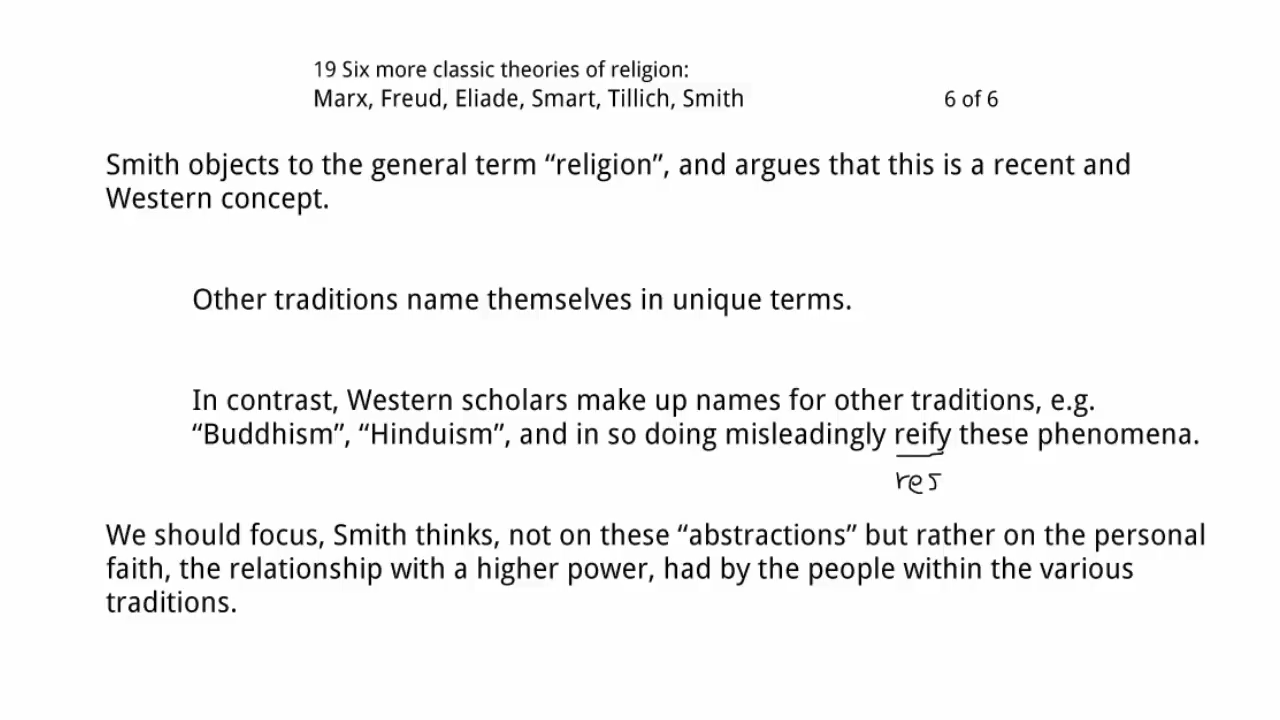 19 Six more classic theories of religion:
Marx, Freud, Eliade, Smart, Tillich, Smith
6 of 6
Smith objects to the general term “religion”, and argues that this is a recent and
Western concept.
Other traditions name themselves in unique terms.
In contrast, Western scholars make up names for other traditions, e.g.
“Buddhism”, “Hinduism”, and in so doing misleadingly reify these phenomena.
res
We should focus, Smith thinks, not on these “abstractions” but rather on the personal
faith, the relationship with a higher power, had by the people within the various
traditions.